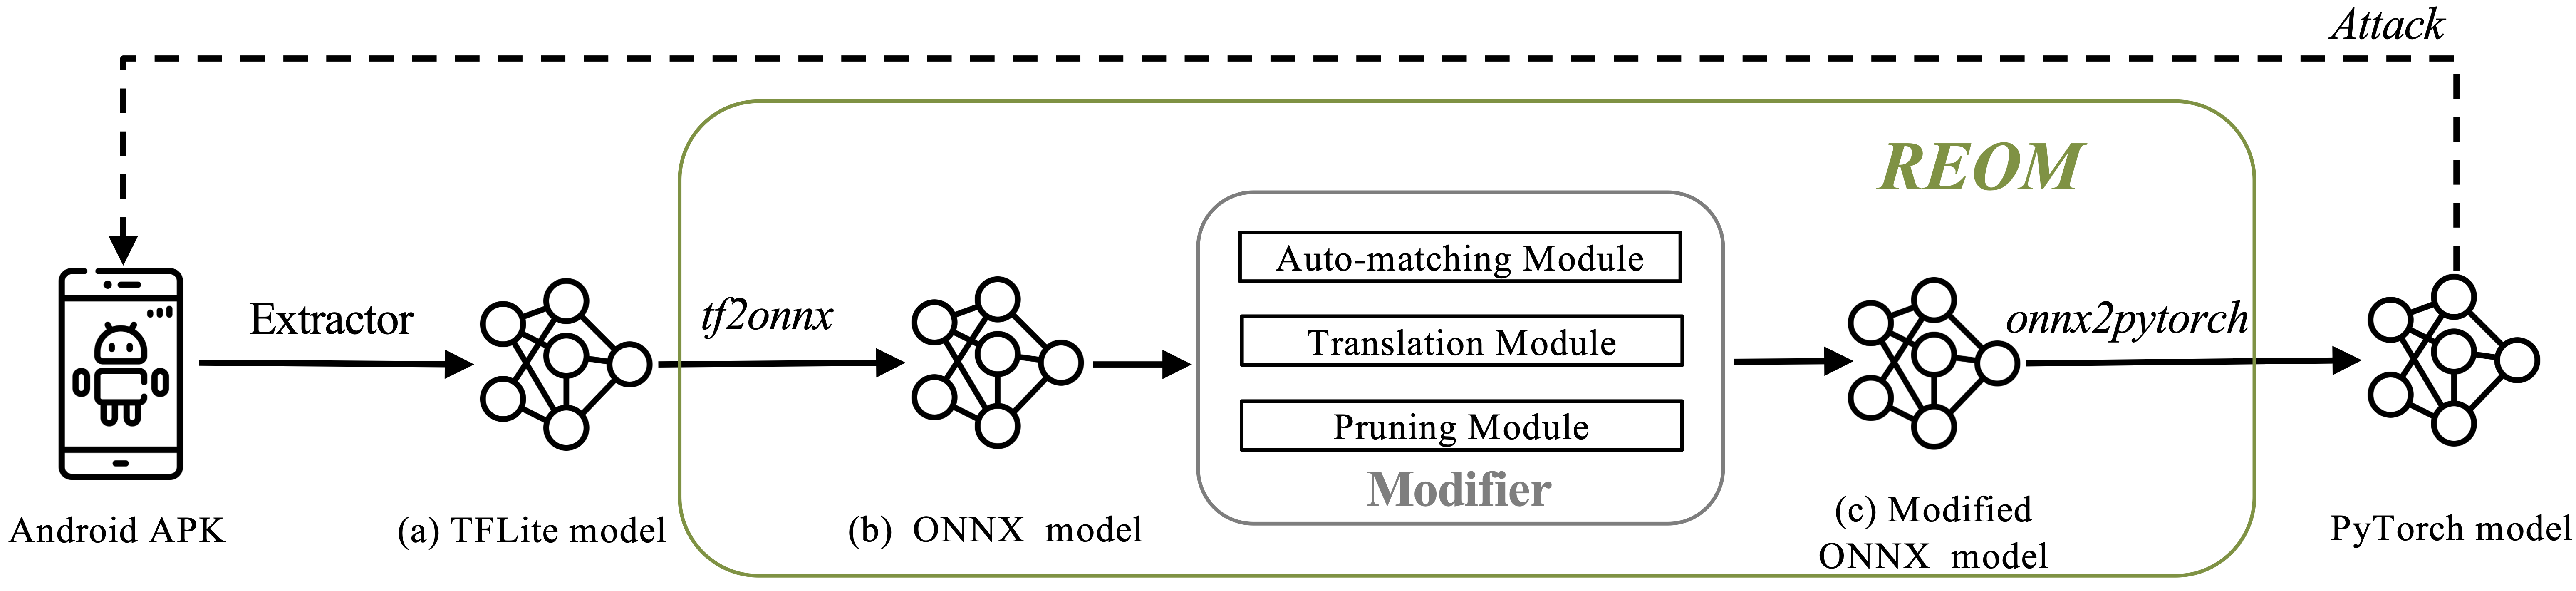 Attack
REOM
Auto-matching Module
Extractor
tf2onnx
Translation Module
onnx2pytorch
Pruning Module
Modifier
Android APK
(a) TFLite model
(b) ONNX model
(c) Modified
ONNX model
PyTorch model